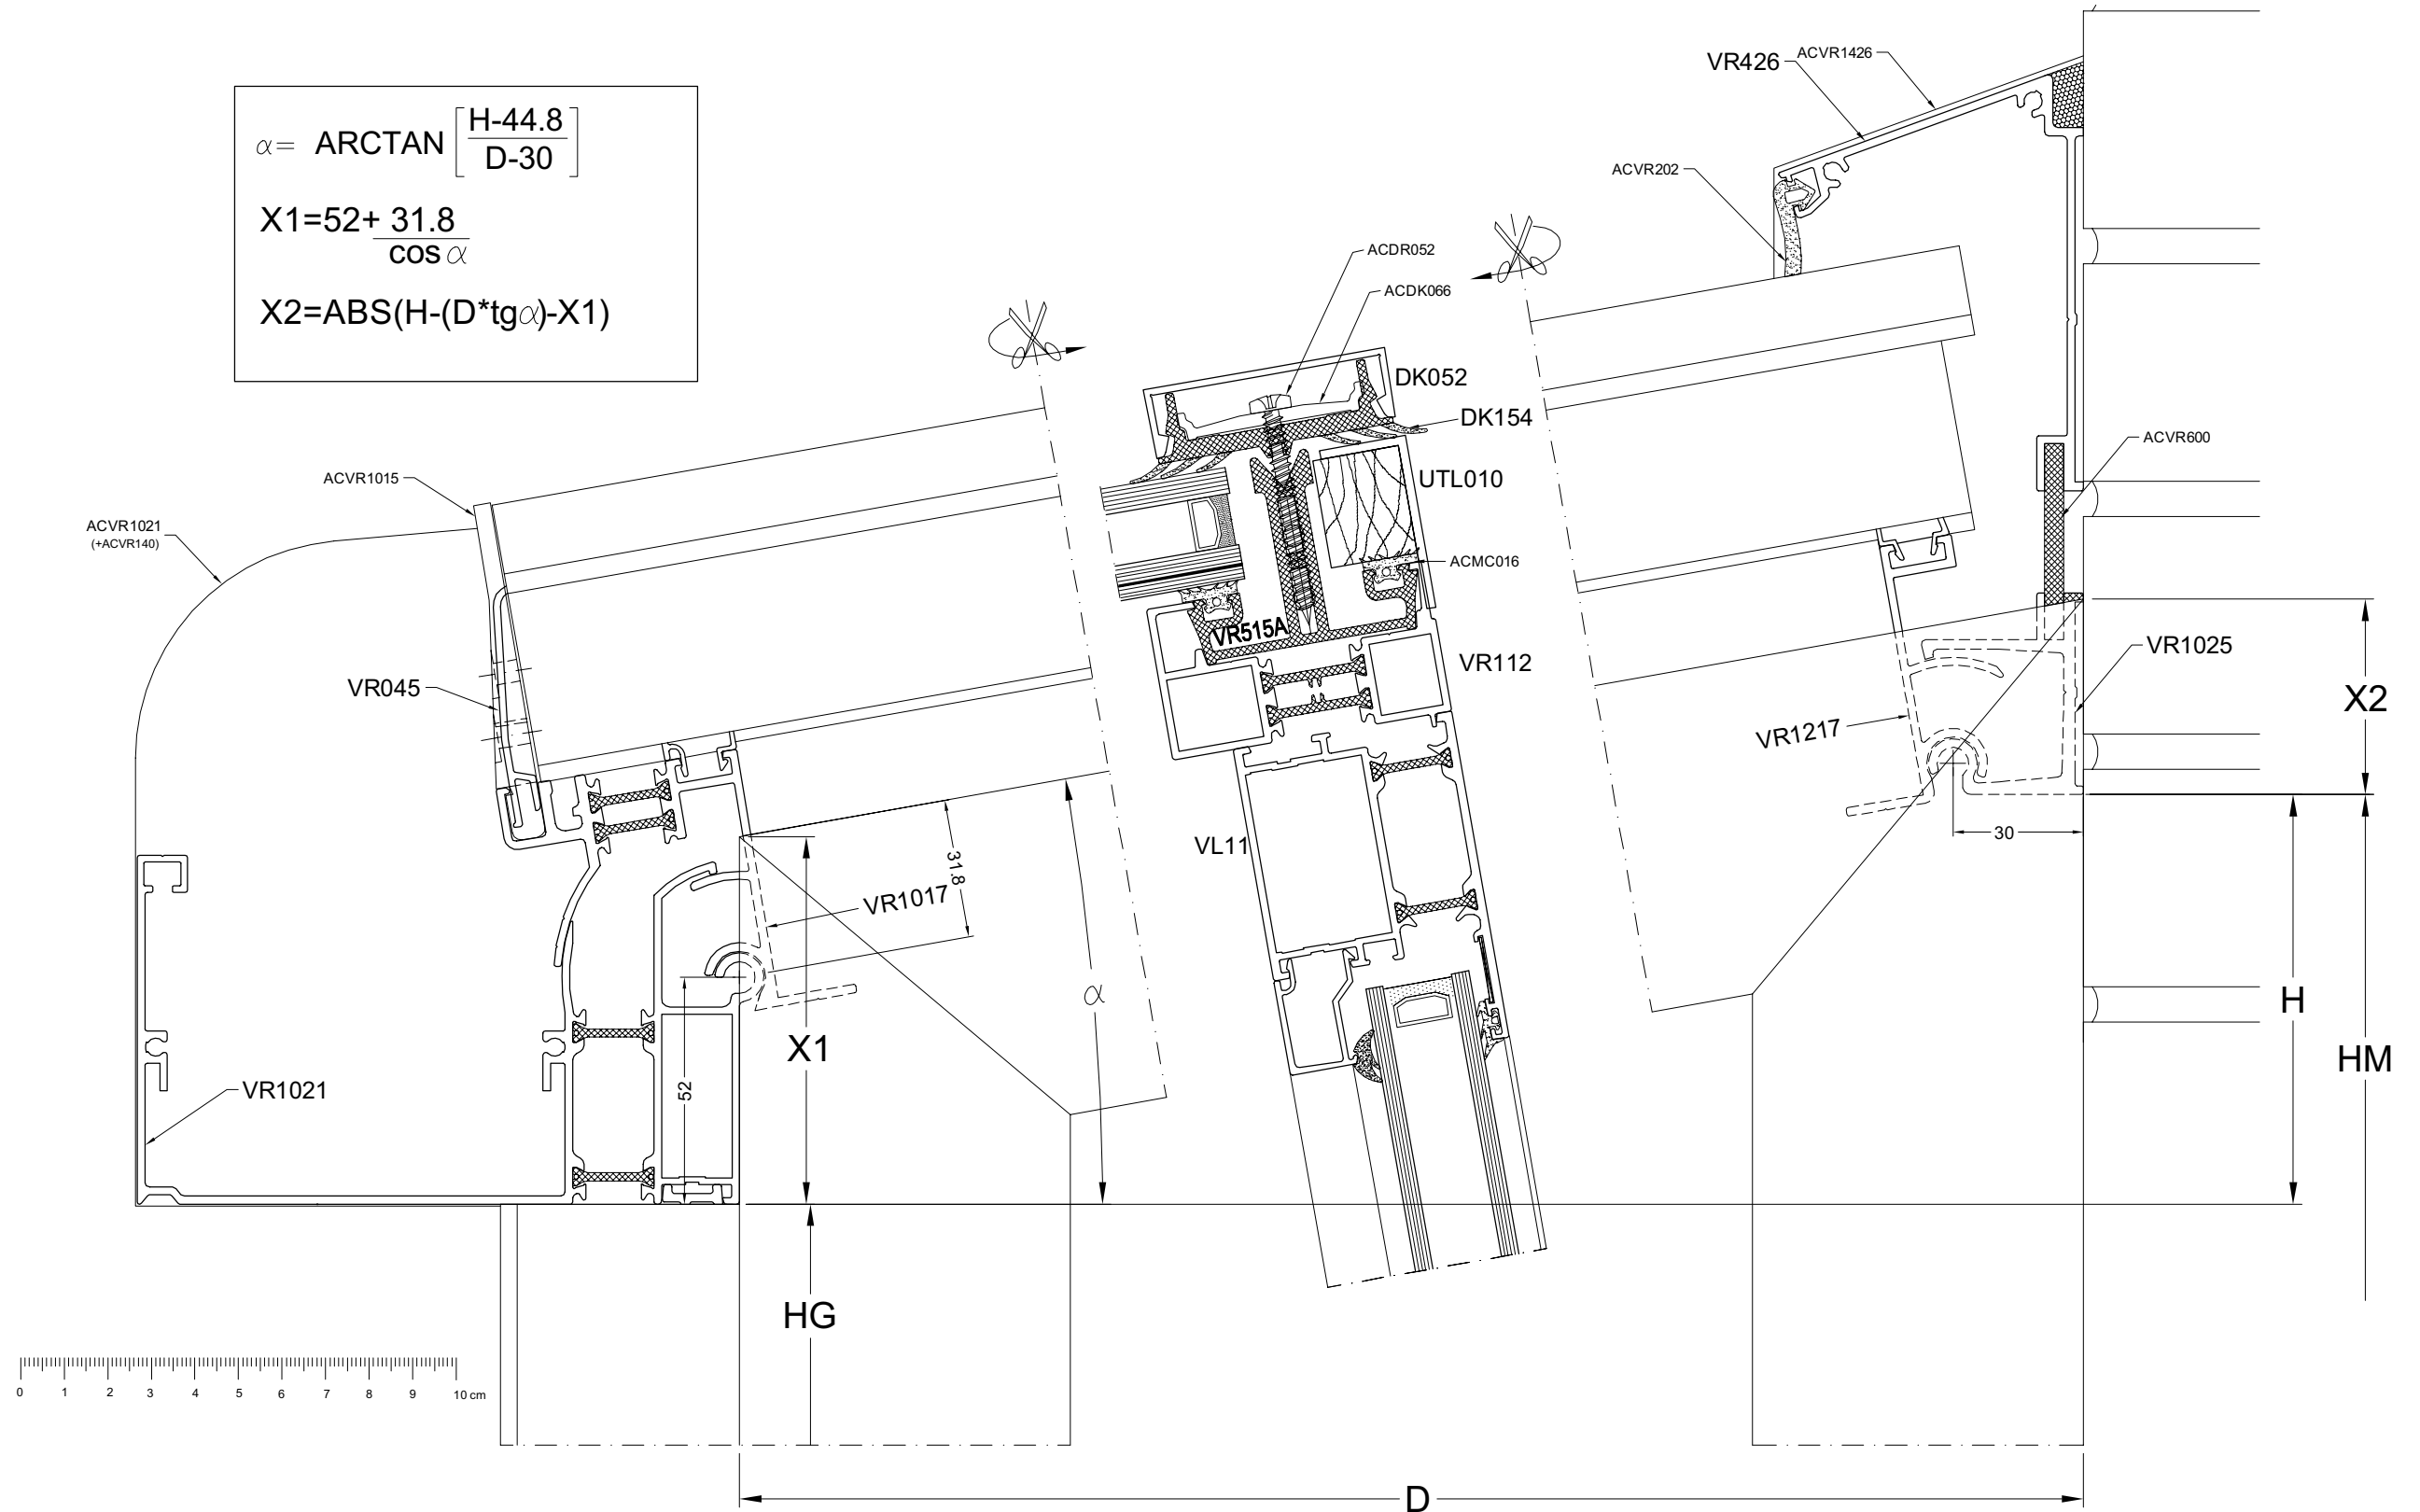 α= ARCTAN [H-44.8 / D-30]
X1=52+ 31.8 / cos α
X2=ABS(H-(D*tgα)-X1)
VR426
ACVR1426
ACVR202
ACDR052
ACDK066
DK052
DK154
ACVR600
ACVR1015
UTL010
ACVR1021
(+ACVR140)
ACMC016
VR515A
VR112
VR1025
VR045
X2
VR1217
30
VL11
31.8
VR1017
α
H
X1
HM
52
VR1021
HG
0 1 2 3 4 5 6 7 8 9 10 cm
D